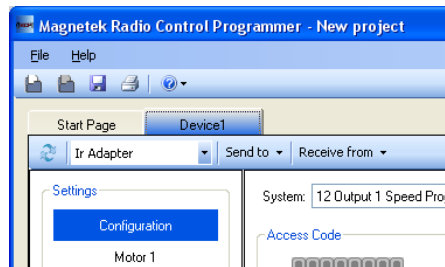 Magnetek Radio Control Programmer - New project
File Help
Start Page Device1
Ir Adapter Send to Receive from
Settings
System: 12 Output 1 Speed Pro
Configuration
Access Code
Motor 1